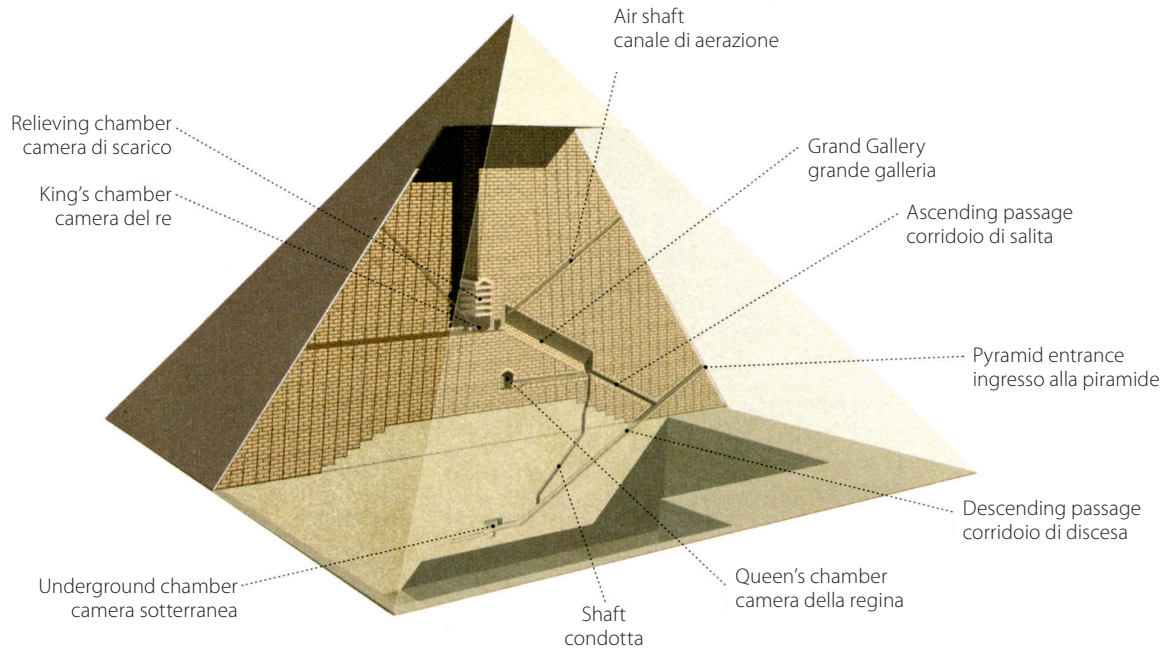 Air shaft
canale di aerazione
Relieving chamber
camera di scarico
King's chamber
camera del re
Grand Gallery
grande galleria
Ascending passage
corridoio di salita
Pyramid entrance
ingresso alla piramide
Descending passage
corridoio di discesa
Queen's chamber
camera della regina
Underground chamber
camera sotterranea
Shaft
condotta